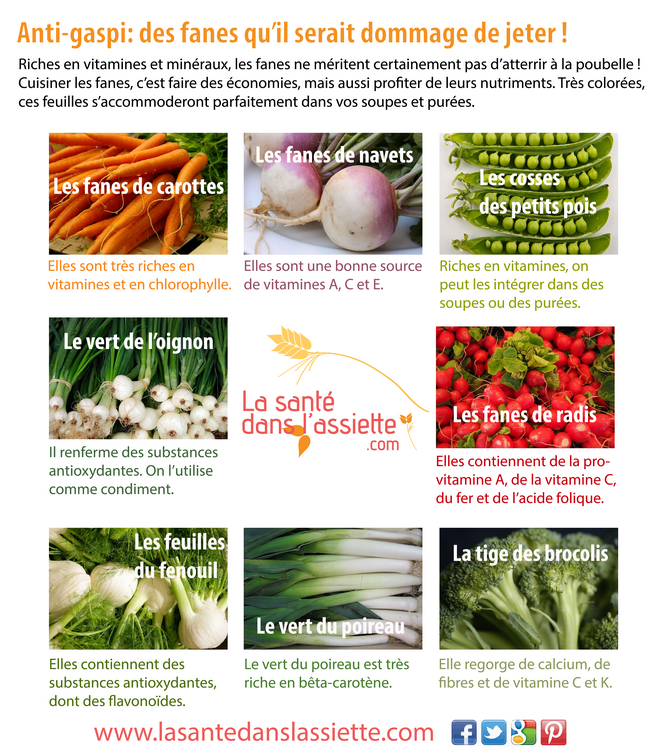 Anti-gaspi: des fanes qu’il serait dommage de jeter !
Riches en vitamines et minéraux, les fanes ne méritent certainement pas d’atterrir à la poubelle !
Cuisiner les fanes, c’est faire des économies, mais aussi profiter de leurs nutriments. Très colorées,
ces feuilles s’accommoderont parfaitement dans vos soupes et purées.
Les fanes de carottes
Elles sont très riches en
vitamines et en chlorophylle.
Les fanes de navets
Elles sont une bonne source
de vitamines A, C et E.
Les cosses
des petits pois
Riches en vitamines, on
peut les intégrer dans des
soupes ou des purées.
Le vert de l’oignon
Il renferme des substances
antioxydantes. On l’utilise
comme condiment.
La santé
dans l’assiette
.com
Les fanes de radis
Elles contiennent de la pro-
vitamine A, de la vitamine C,
du fer et de l’acide folique.
Les feuilles
du fenouil
Elles contiennent des
substances antioxydantes,
dont des flavonoïdes.
Le vert du poireau
Le vert du poireau est très
riche en bêta-carotène.
La tige des brocolis
Elle regorge de calcium, de
fibres et de vitamine C et K.
www.lasantedanslassiette.com